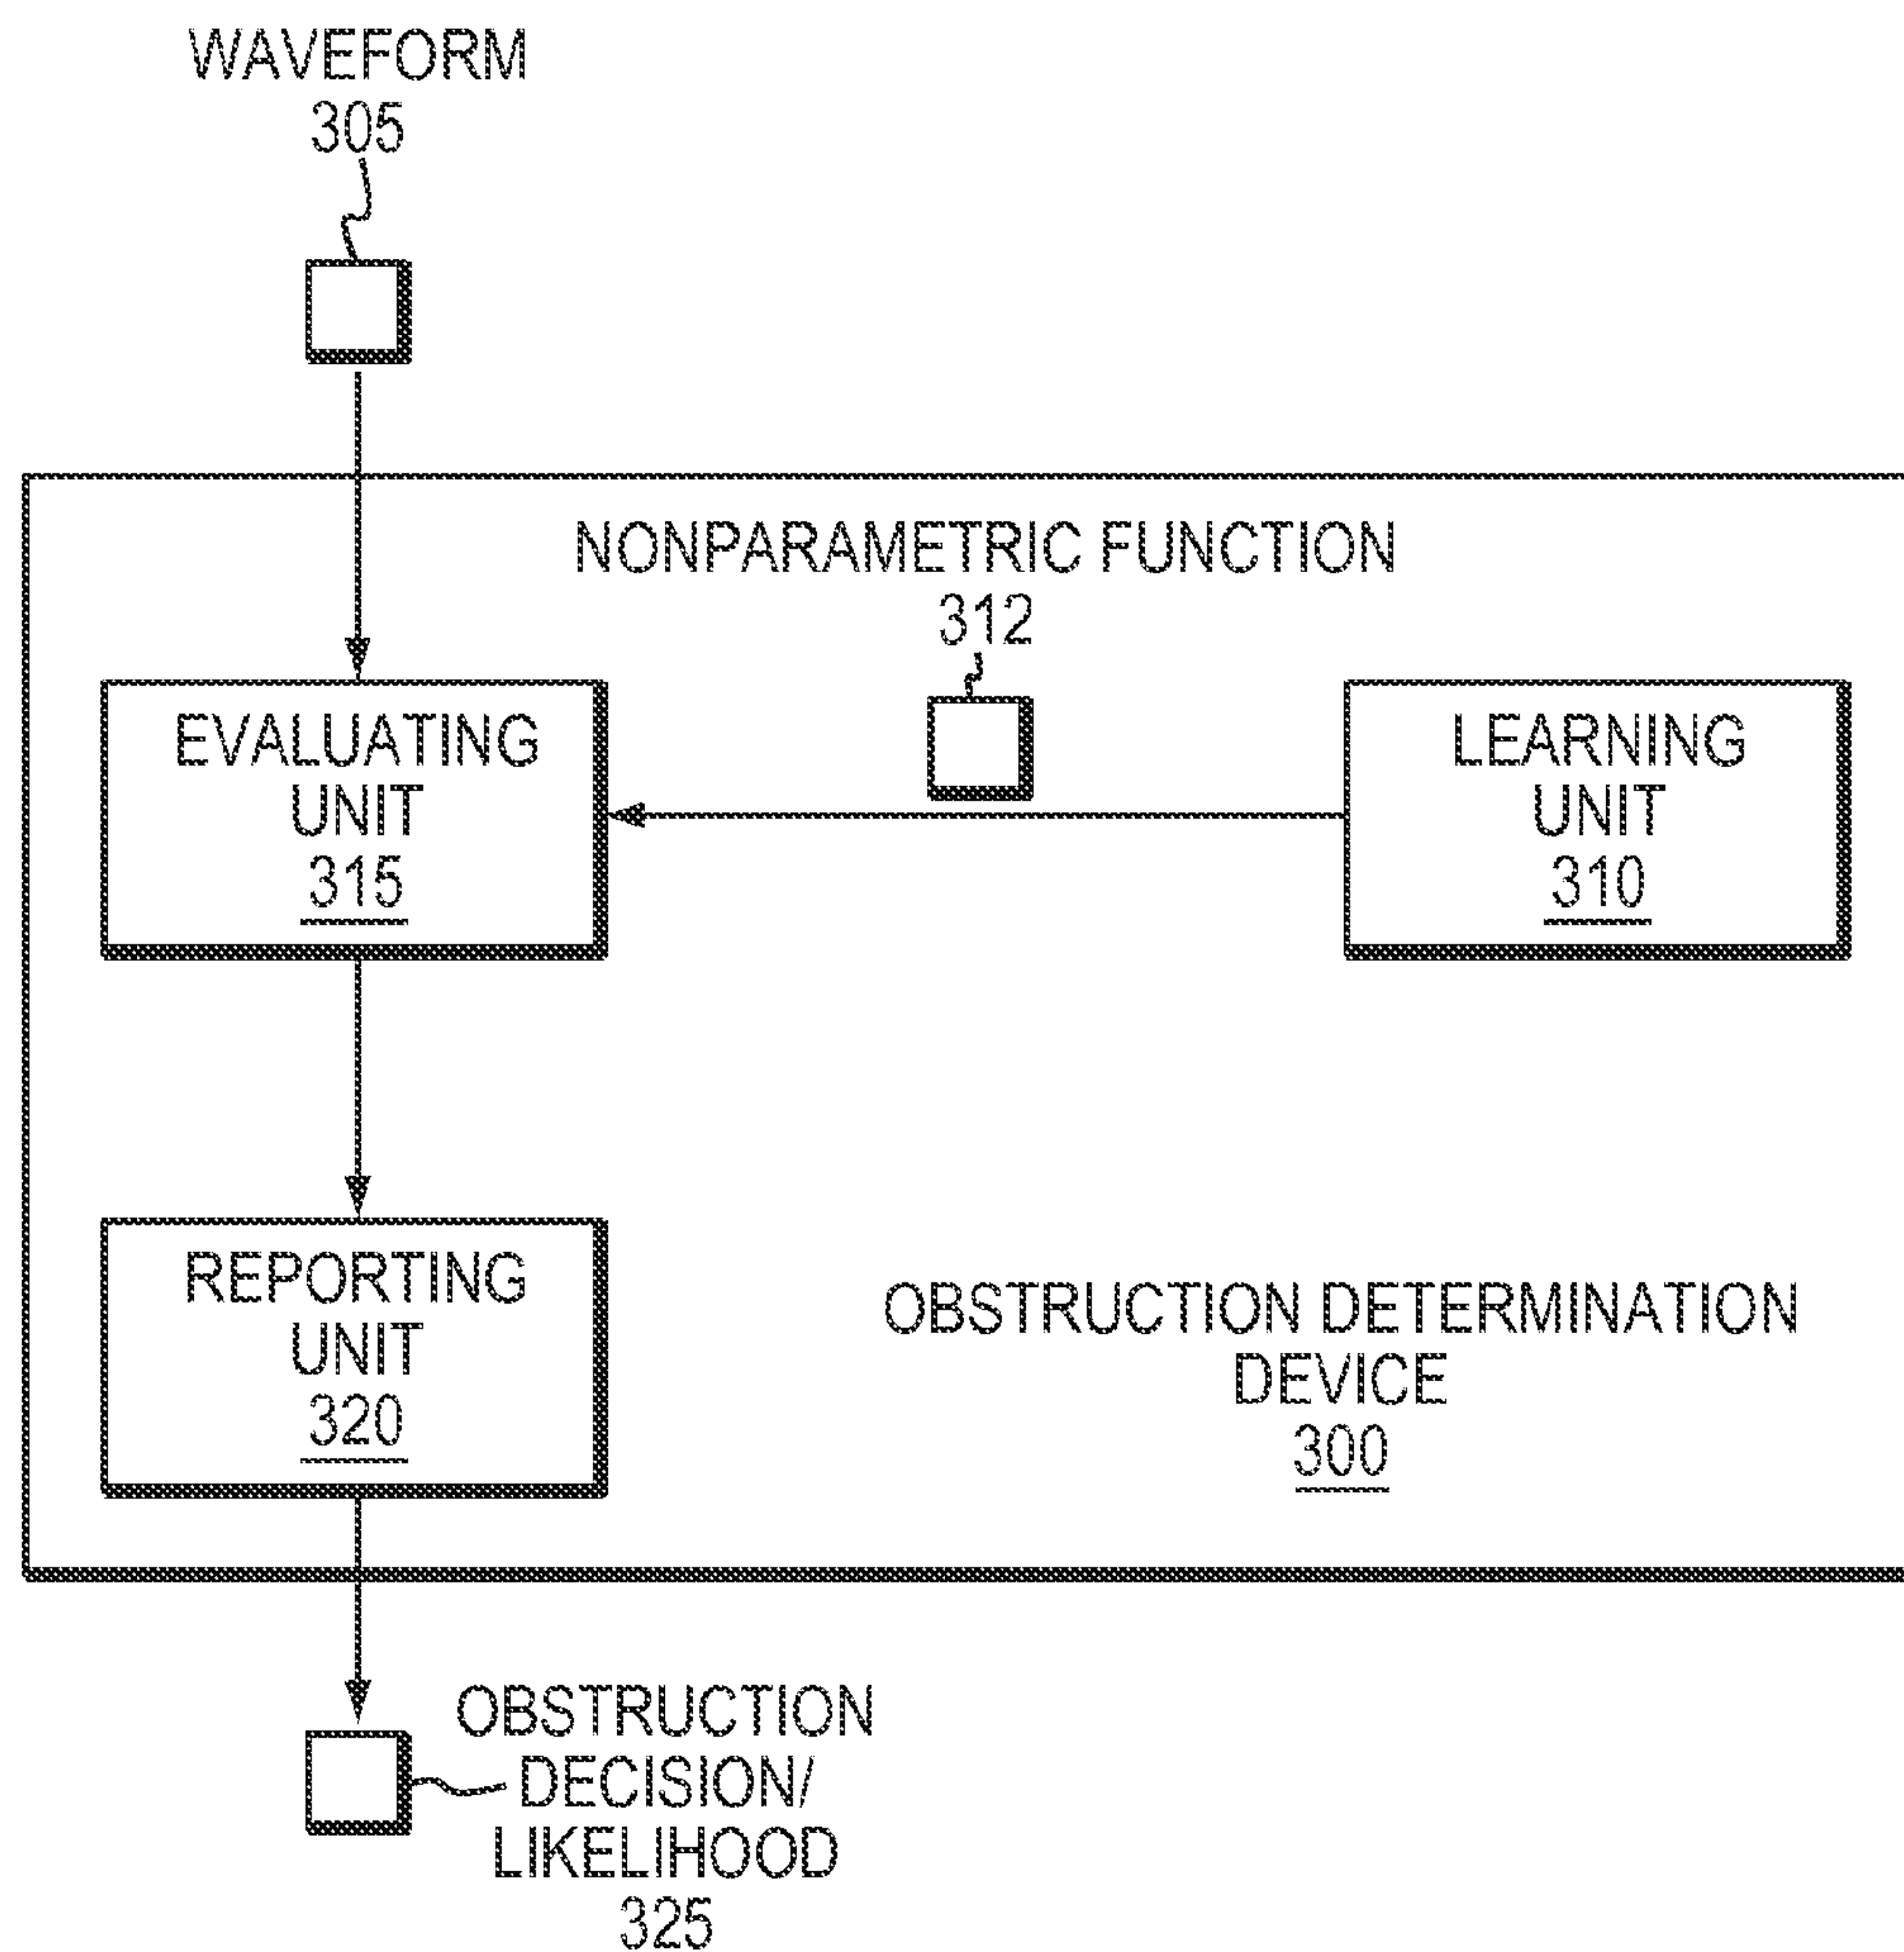 WAVEFORM
305
NONPARAMETRIC FUNCTION
312
EVALUATING
UNIT
315
LEARNING
UNIT
310
REPORTING
UNIT
320
OBSTRUCTION DETERMINATION
DEVICE
300
OBSTRUCTION
DECISION/
LIKELIHOOD
325